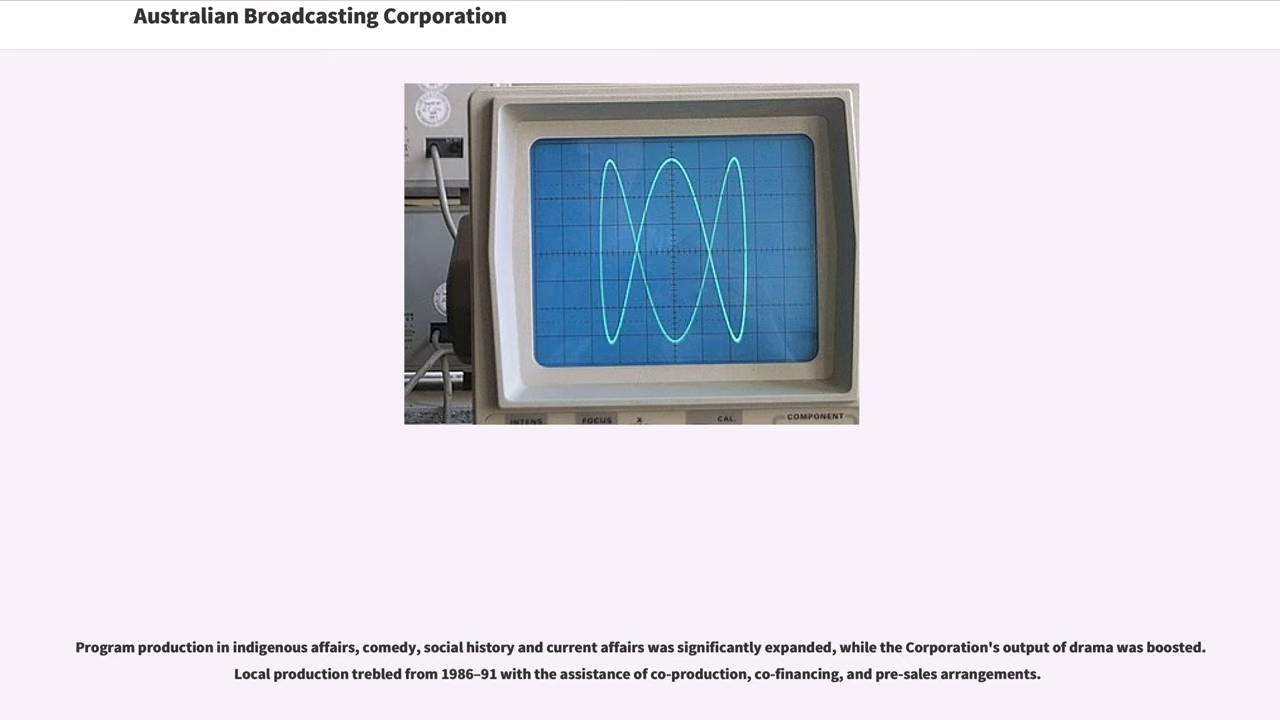 Australian Broadcasting Corporation
INTENS
FOCUS
X
CAL.
COMPONENT
Program production in indigenous affairs, comedy, social history and current affairs was significantly expanded, while the Corporation's output of drama was boosted.
Local production trebled from 1986–91 with the assistance of co-production, co-financing, and pre-sales arrangements.